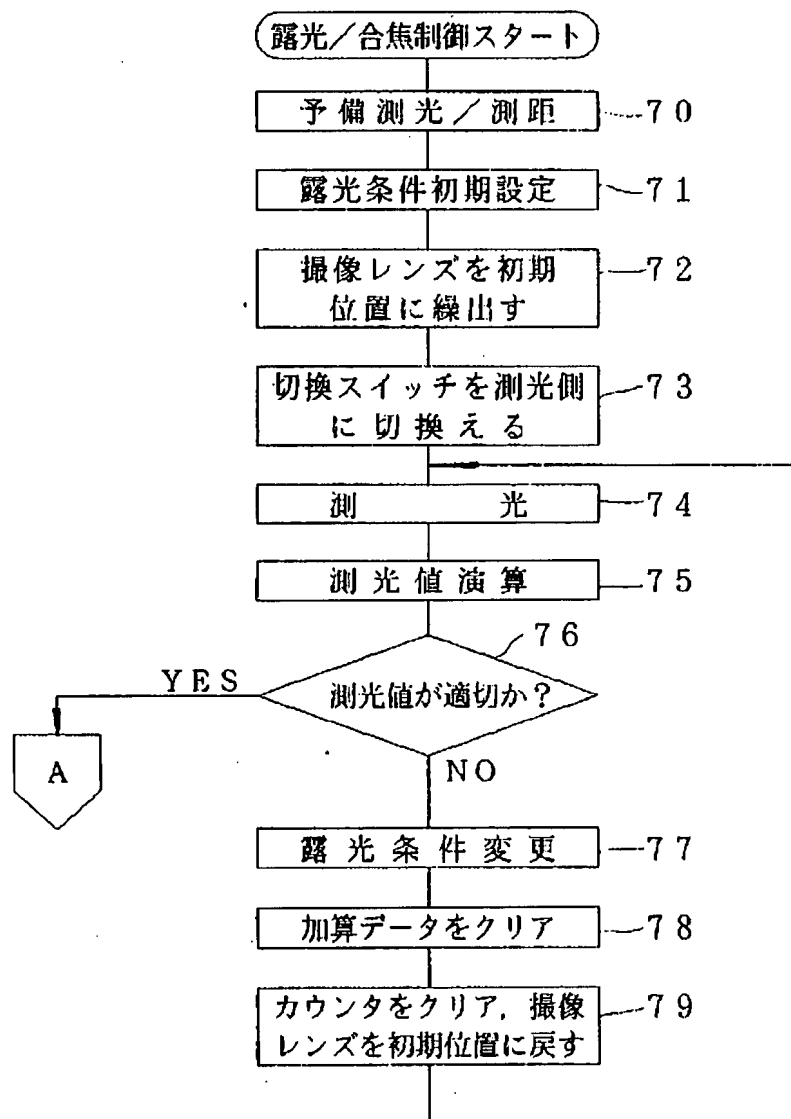 露光／合焦制御スタート
予備測光／測距 70
露光条件初期設定 71
撮像レンズを初期 72
位置に繰出す
切換スイッチを測光側 73
に切換える
測光 74
測光値演算 75
76
YES
測光値が適切か？
A
NO
露光条件変更 77
加算データをクリア 78
カウンタをクリア，撮像 79
レンズを初期位置に戻す